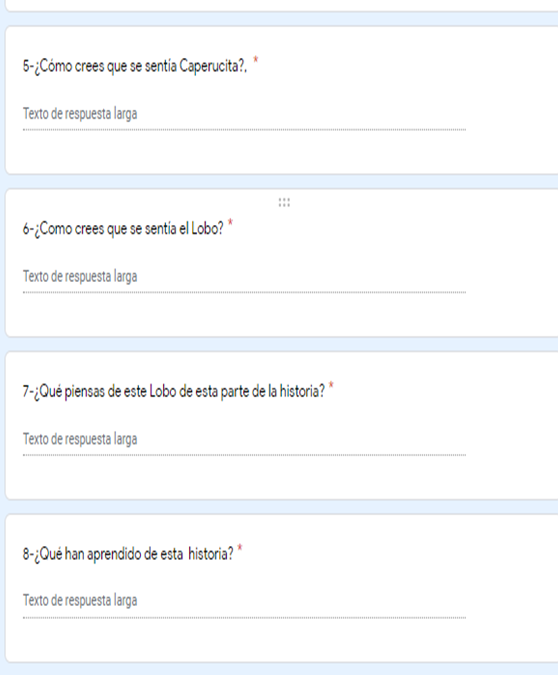 5-¿Cómo crees que se sentía Caperucita?, *
Texto de respuesta larga
6-¿Como crees que se sentía el Lobo? *
Texto de respuesta larga
7-¿Qué piensas de este Lobo de esta parte de la historia? *
Texto de respuesta larga
8-¿Qué han aprendido de esta historia? *
Texto de respuesta larga